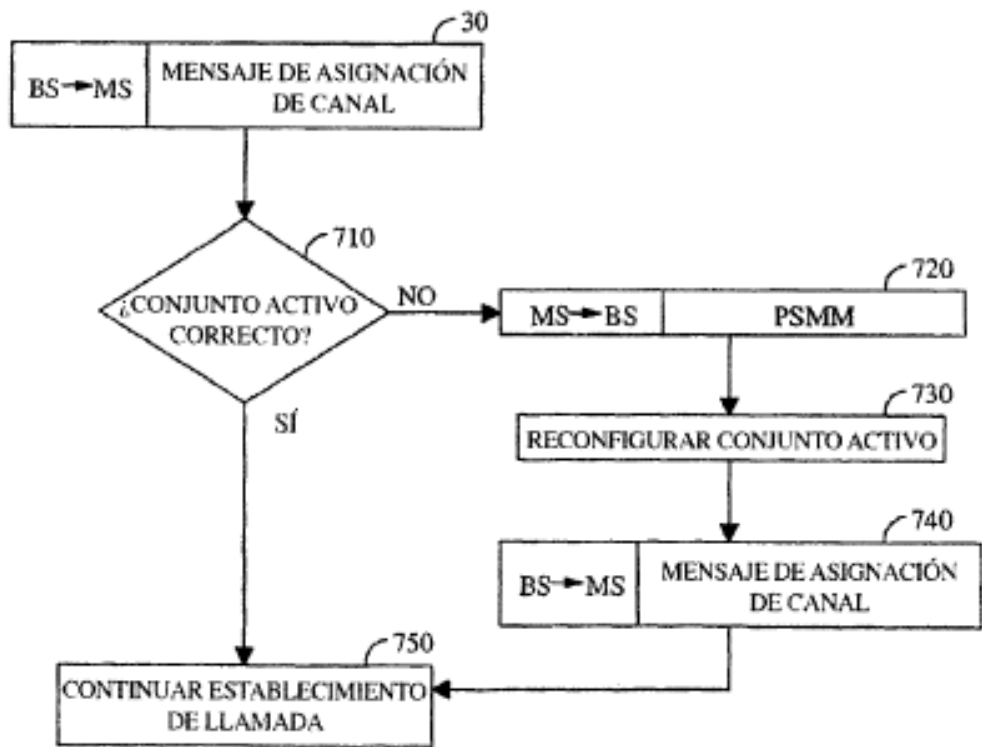 30
BS→MS
MENSAJE DE ASIGNACIÓN
DE CANAL
710
¿CONJUNTO ACTIVO
CORRECTO?
NO
SÍ
720
MS→BS
PSMM
730
RECONFIGURAR CONJUNTO ACTIVO
740
BS→MS
MENSAJE DE ASIGNACIÓN
DE CANAL
750
CONTINUAR ESTABLECIMIENTO
DE LLAMADA